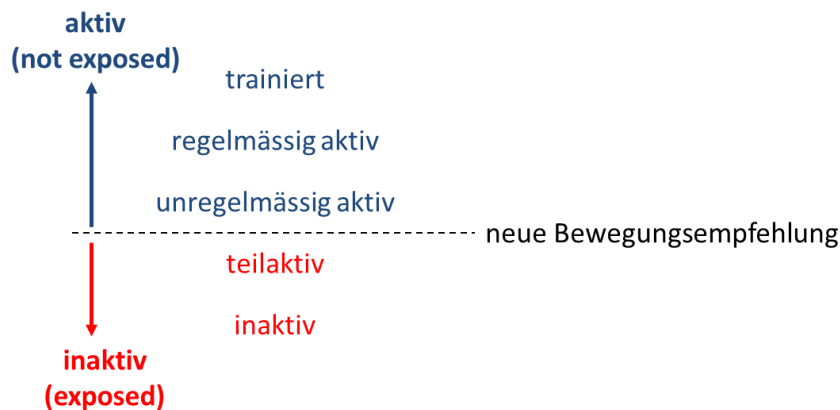 aktiv
(not exposed)
trainiert
regelmässig aktiv
unregelmässig aktiv
neue Bewegungsempfehlung
teilaktiv
inaktiv
inaktiv
(exposed)